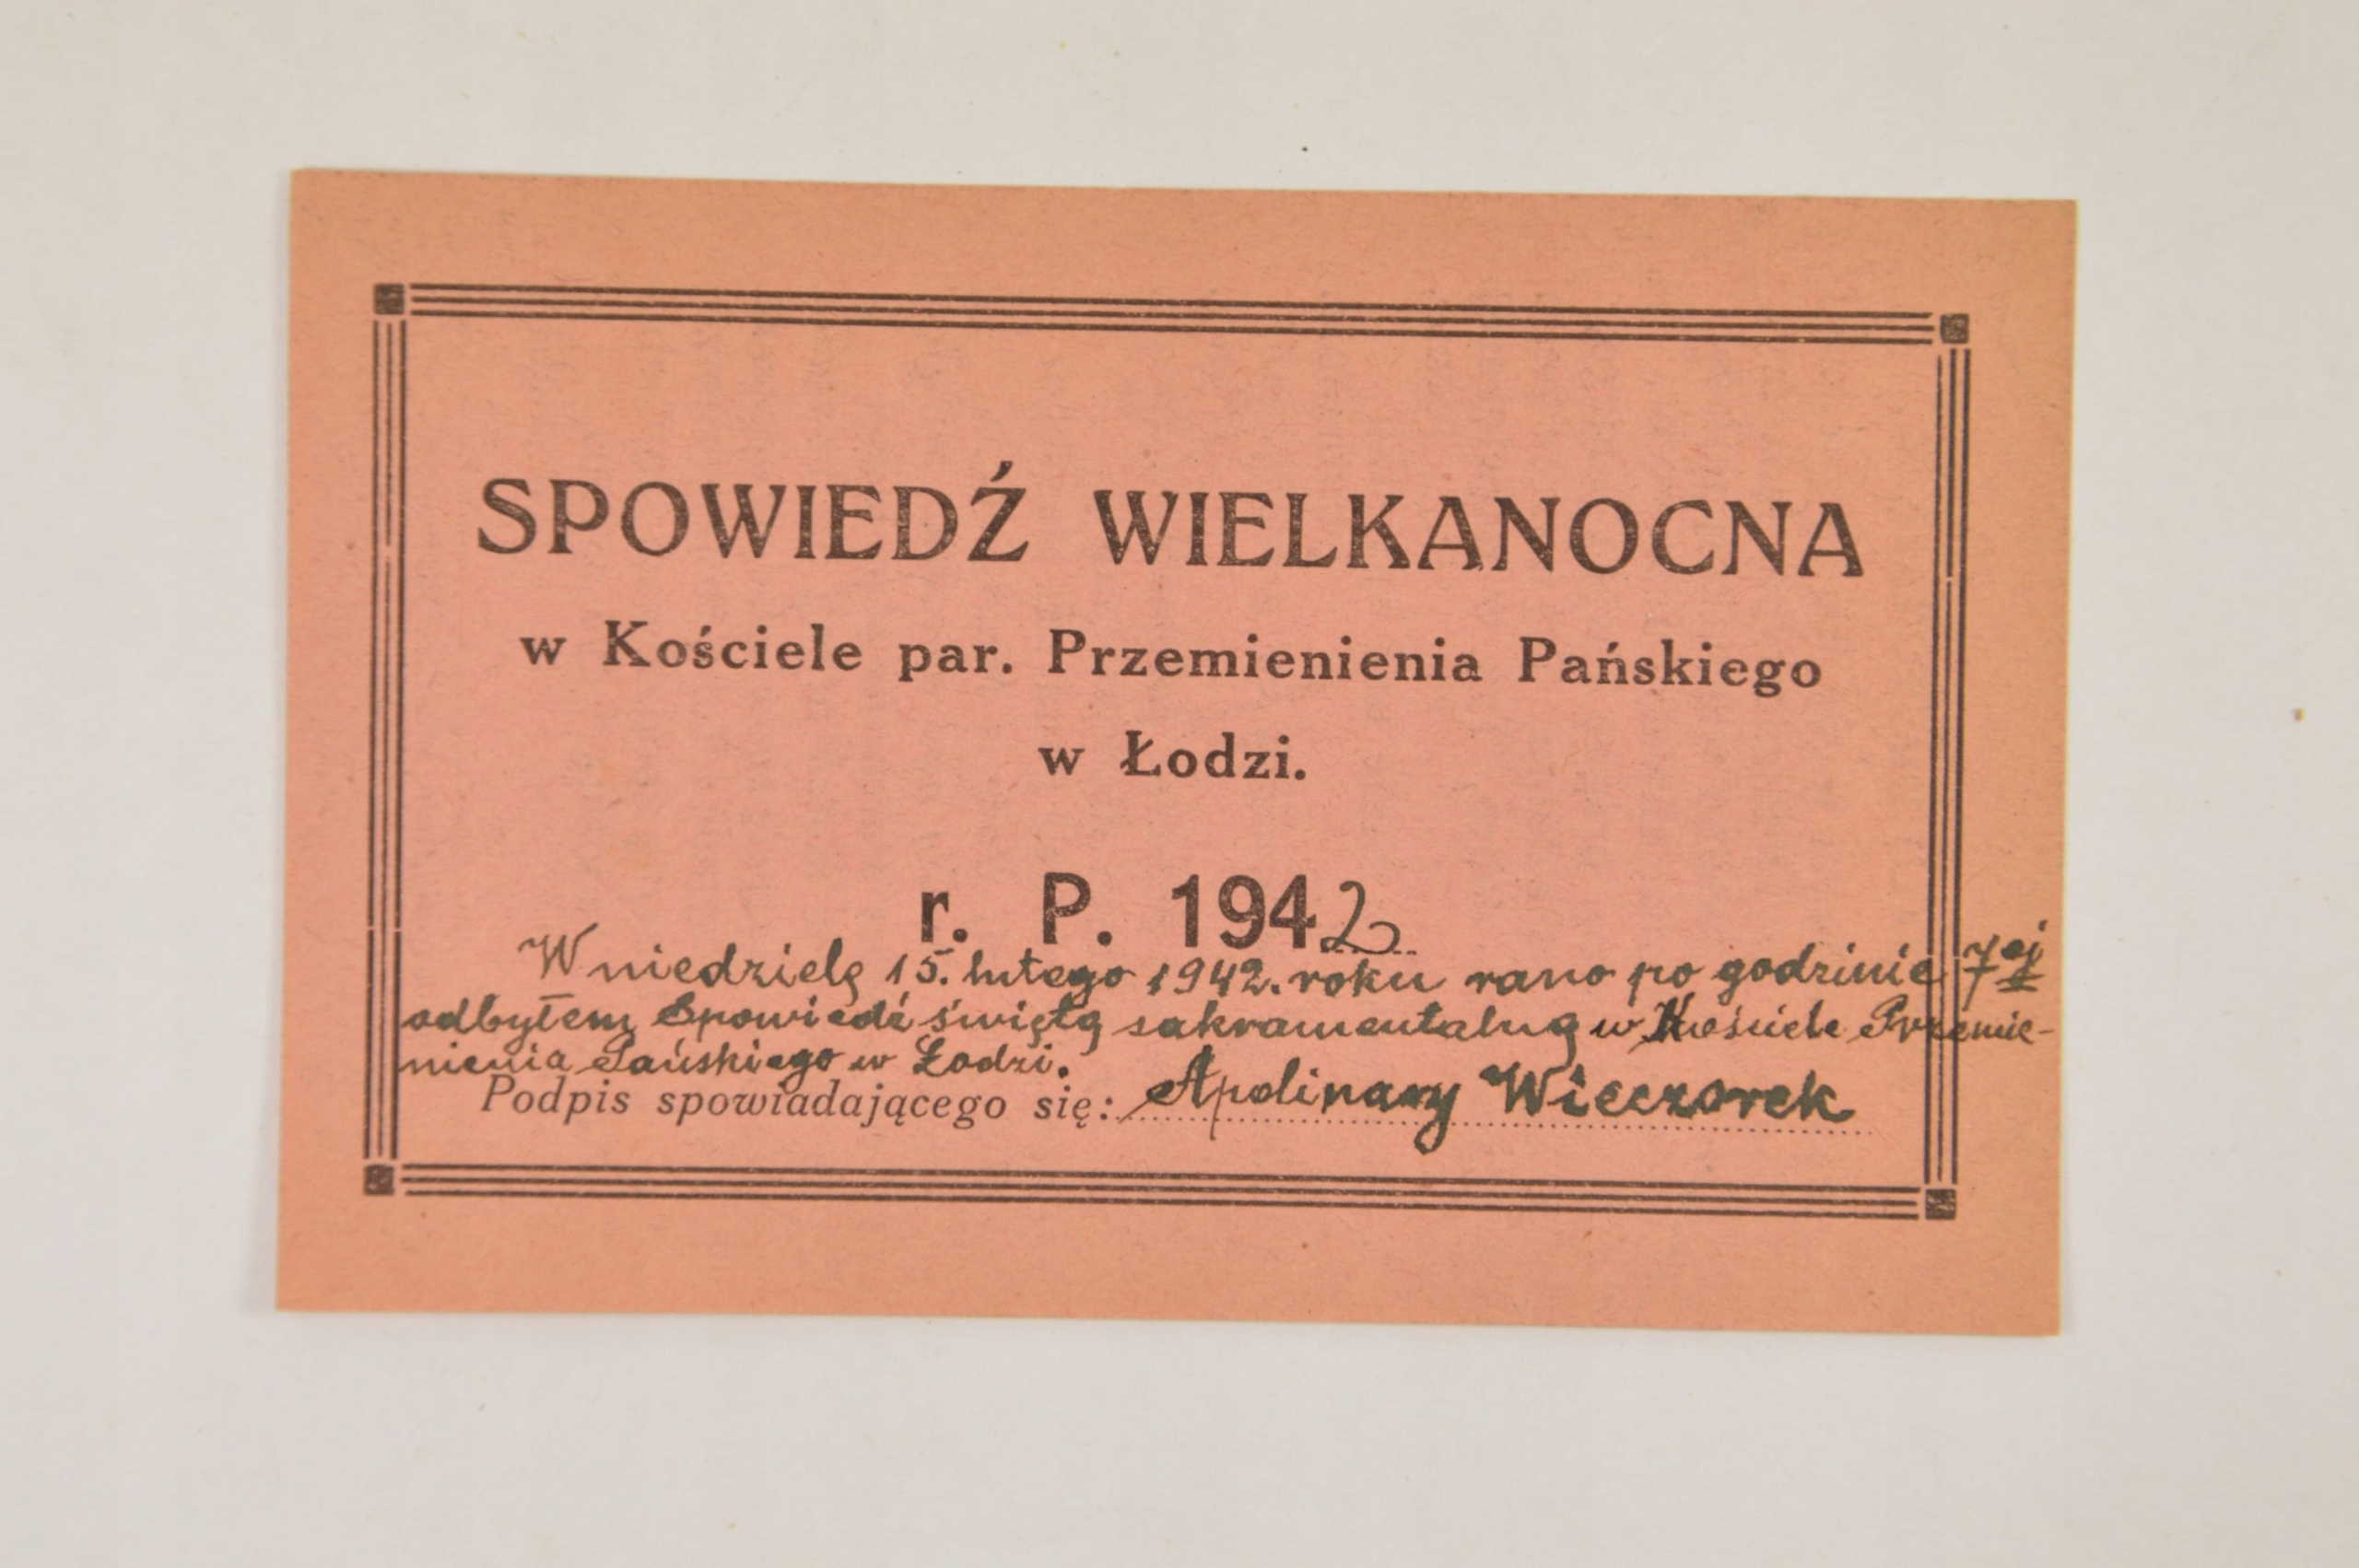 SPOWIEDŹ WIELKANOCNA
w Kościele par. Przemienienia Pańskiego
w Łodzi.
r. P. 1942
W niedzielę 15. lutego 1942. roku rano po godzinie 7ej
odbyłem Spowiedź świętą sakramentalną w Kościele Przemie-
nienia Pańskiego w Łodzi.
Podpis spowiadającego się: Apolinary Wieczorek